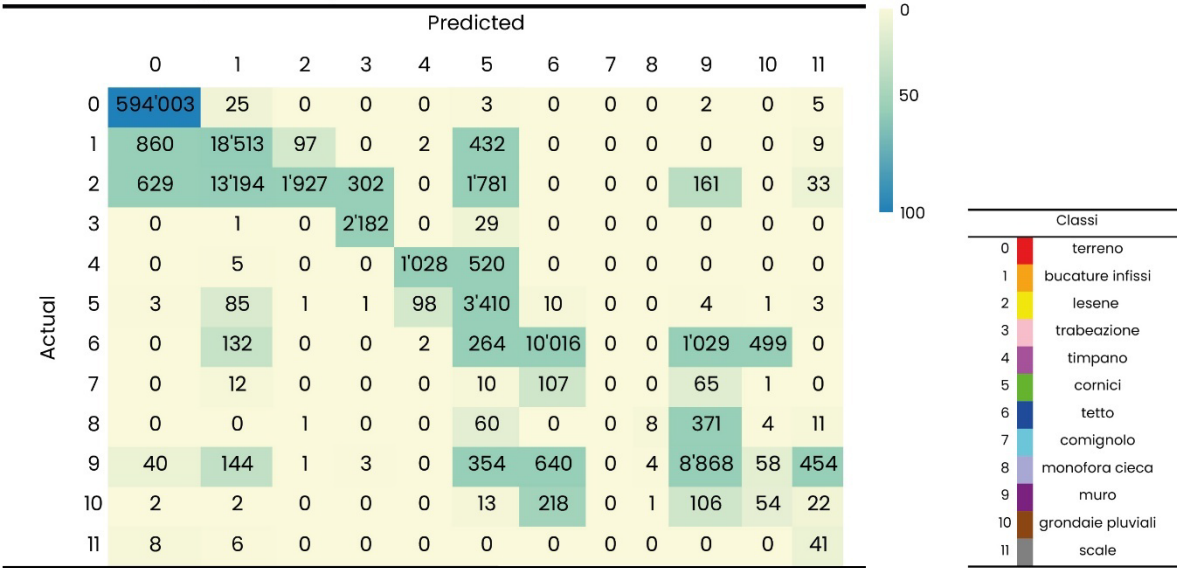 Predicted
0 1 2 3 4 5 6 7 8 9 10 11
Actual
0 594'003 25 0 0 0 3 0 0 0 2 0 5
1 860 18'513 97 0 2 432 0 0 0 0 0 9
2 629 13'194 1'927 302 0 1'781 0 0 0 161 0 33
3 0 1 0 2'182 0 29 0 0 0 0 0 0
4 0 5 0 0 1'028 520 0 0 0 0 0 0
5 3 85 1 1 98 3'410 10 0 0 4 1 3
6 0 132 0 0 2 264 10'016 0 0 1'029 499 0
7 0 12 0 0 0 10 107 0 0 65 1 0
8 0 0 1 0 0 60 0 0 8 371 4 11
9 40 144 1 3 0 354 640 0 4 8'868 58 454
10 2 2 0 0 0 13 218 0 1 106 54 22
11 8 6 0 0 0 0 0 0 0 0 0 41
0
50
100
Classi
0 terreno
1 bucature infissi
2 lesene
3 trabeazione
4 timpano
5 cornici
6 tetto
7 comignolo
8 monofora cieca
9 muro
10 grondaie pluviali
11 scale